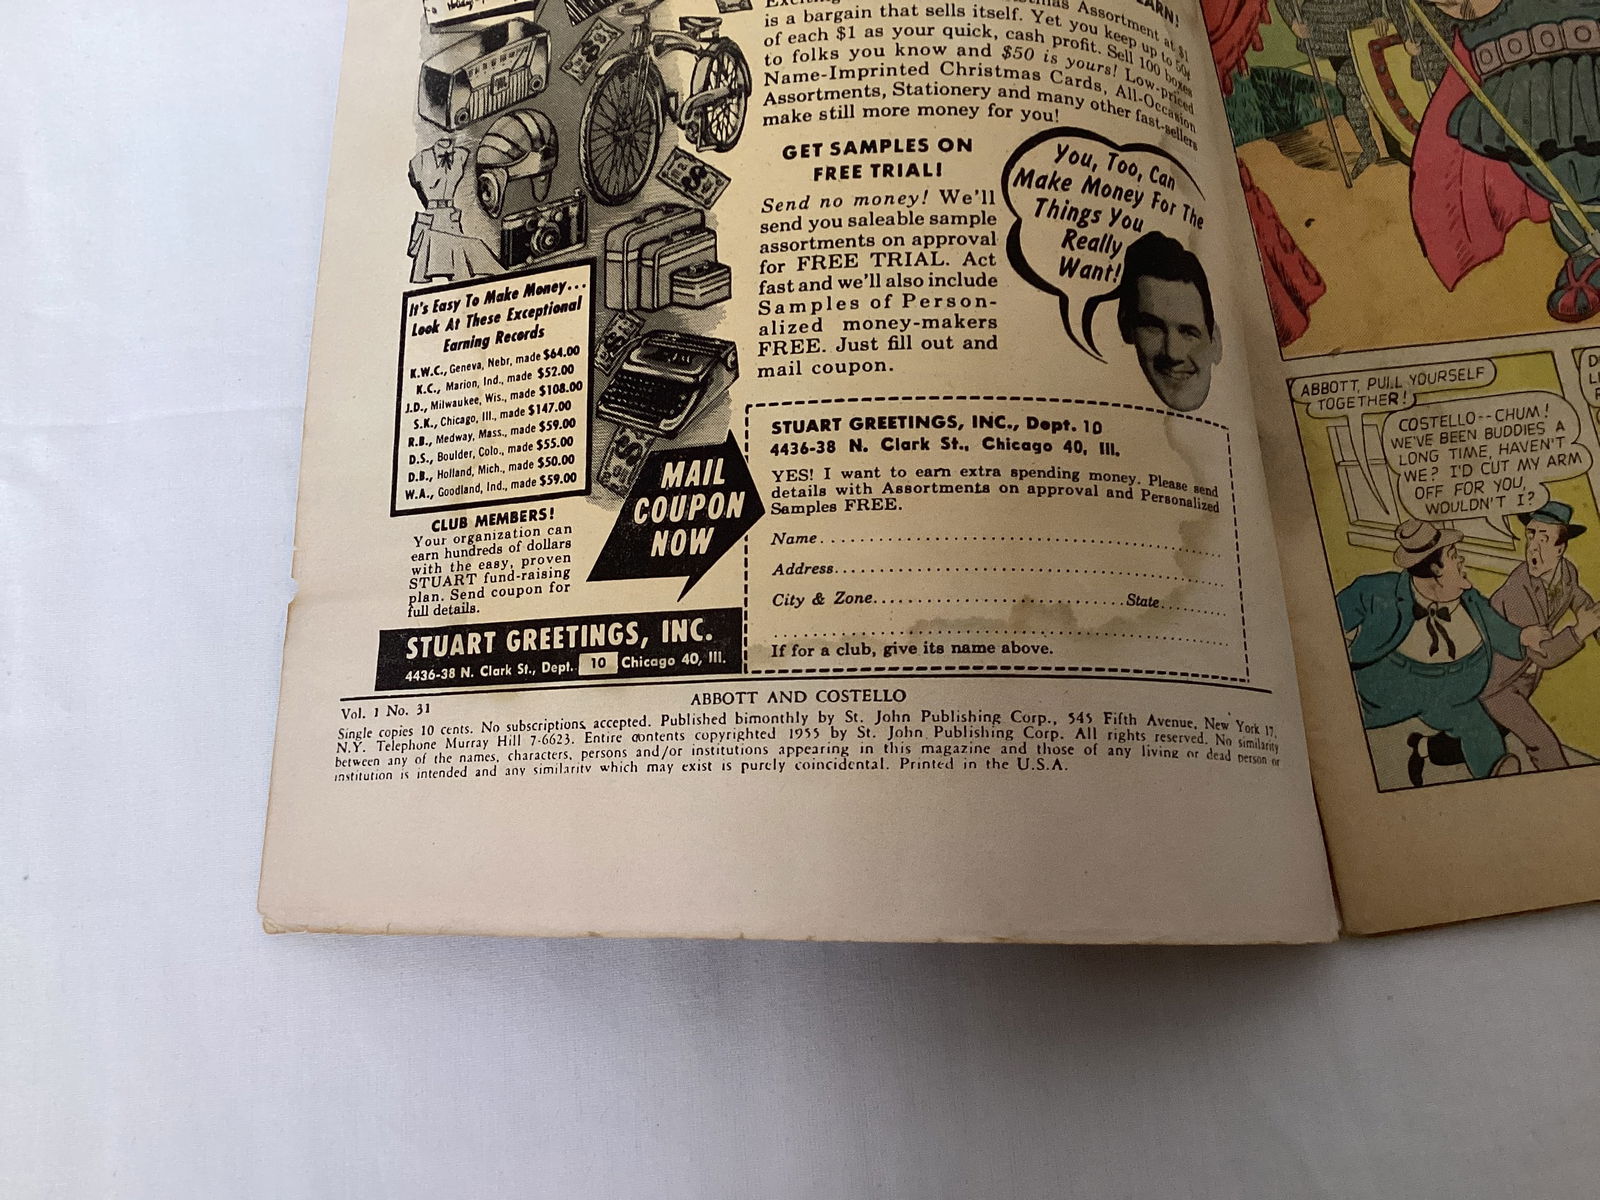 Holiday
EARN!
Christmas Assortment at $1
is a bargain that sells itself. Yet you keep up to 50¢
of each $1 as your quick, cash profit. Sell 100 boxes
to folks you know and $50 is yours! Low-priced
Name-Imprinted Christmas Cards, All-Occasion
Assortments, Stationery and many other fast-sellers
make still more money for you!
GET SAMPLES ON
FREE TRIAL!
Send no money! We'll
send you saleable sample
assortments on approval
for FREE TRIAL. Act
fast and we'll also include
Samples of Person-
alized money-makers
FREE. Just fill out and
mail coupon.
You, Too, Can
Make Money For The
Things You
Really
Want!
It's Easy To Make Money...
Look At These Exceptional
Earning Records
K.W.C., Geneva, Nebr, made $64.00
K.C., Marion, Ind., made $52.00
J.D., Milwaukee, Wis., made $108.00
S.K., Chicago, Ill., made $147.00
R.B., Medway, Mass., made $59.00
D.S., Boulder, Colo., made $55.00
D.B., Holland, Mich., made $50.00
W.A., Goodland, Ind., made $59.00
CLUB MEMBERS!
Your organization can
earn hundreds of dollars
with the easy, proven
STUART fund-raising
plan. Send coupon for
full details.
MAIL
COUPON
NOW
STUART GREETINGS, INC.
4436-38 N. Clark St., Dept. 10 Chicago 40, Ill.
STUART GREETINGS, INC., Dept. 10
4436-38 N. Clark St., Chicago 40, Ill.
YES! I want to earn extra spending money. Please send
details with Assortments on approval and Personalized
Samples FREE.
Name
Address
City & Zone State
If for a club, give its name above.
ABBOTT AND COSTELLO
Vol. 1 No. 31
Single copies 10 cents. No subscriptions accepted. Published bimonthly by St. John Publishing Corp., 545 Fifth Avenue, New York 17,
N.Y. Telephone Murray Hill 7-6623. Entire contents copyrighted 1955 by St. John Publishing Corp. All rights reserved. No similarity
between any of the names, characters, persons and/or institutions appearing in this magazine and those of any living or dead person or
institution is intended and any similarity which may exist is purely coincidental. Printed in the U.S.A.
ABBOTT, PULL YOURSELF
TOGETHER!
COSTELLO--CHUM!
WE'VE BEEN BUDDIES A
LONG TIME, HAVEN'T
WE? I'D CUT MY ARM
OFF FOR YOU,
WOULDN'T I?